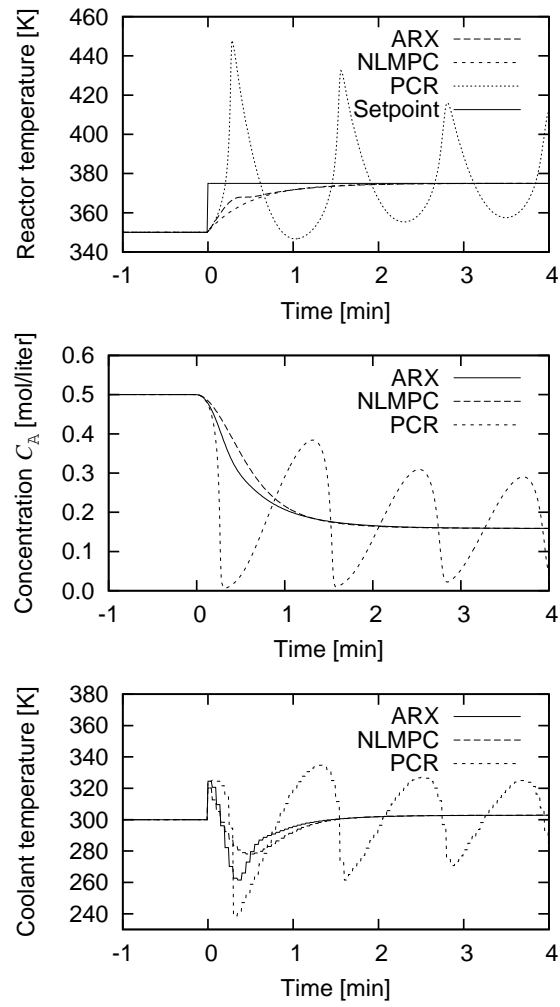 Reactor temperature [K]
460
440
420
400
380
360
340
ARX
NLMPC
PCR
Setpoint
-1 0 1 2 3 4
Time [min]
Concentration C_A [mol/liter]
0.6
0.5
0.4
0.3
0.2
0.1
0.0
ARX
NLMPC
PCR
-1 0 1 2 3 4
Time [min]
Coolant temperature [K]
380
360
340
320
300
280
260
240
ARX
NLMPC
PCR
-1 0 1 2 3 4
Time [min]